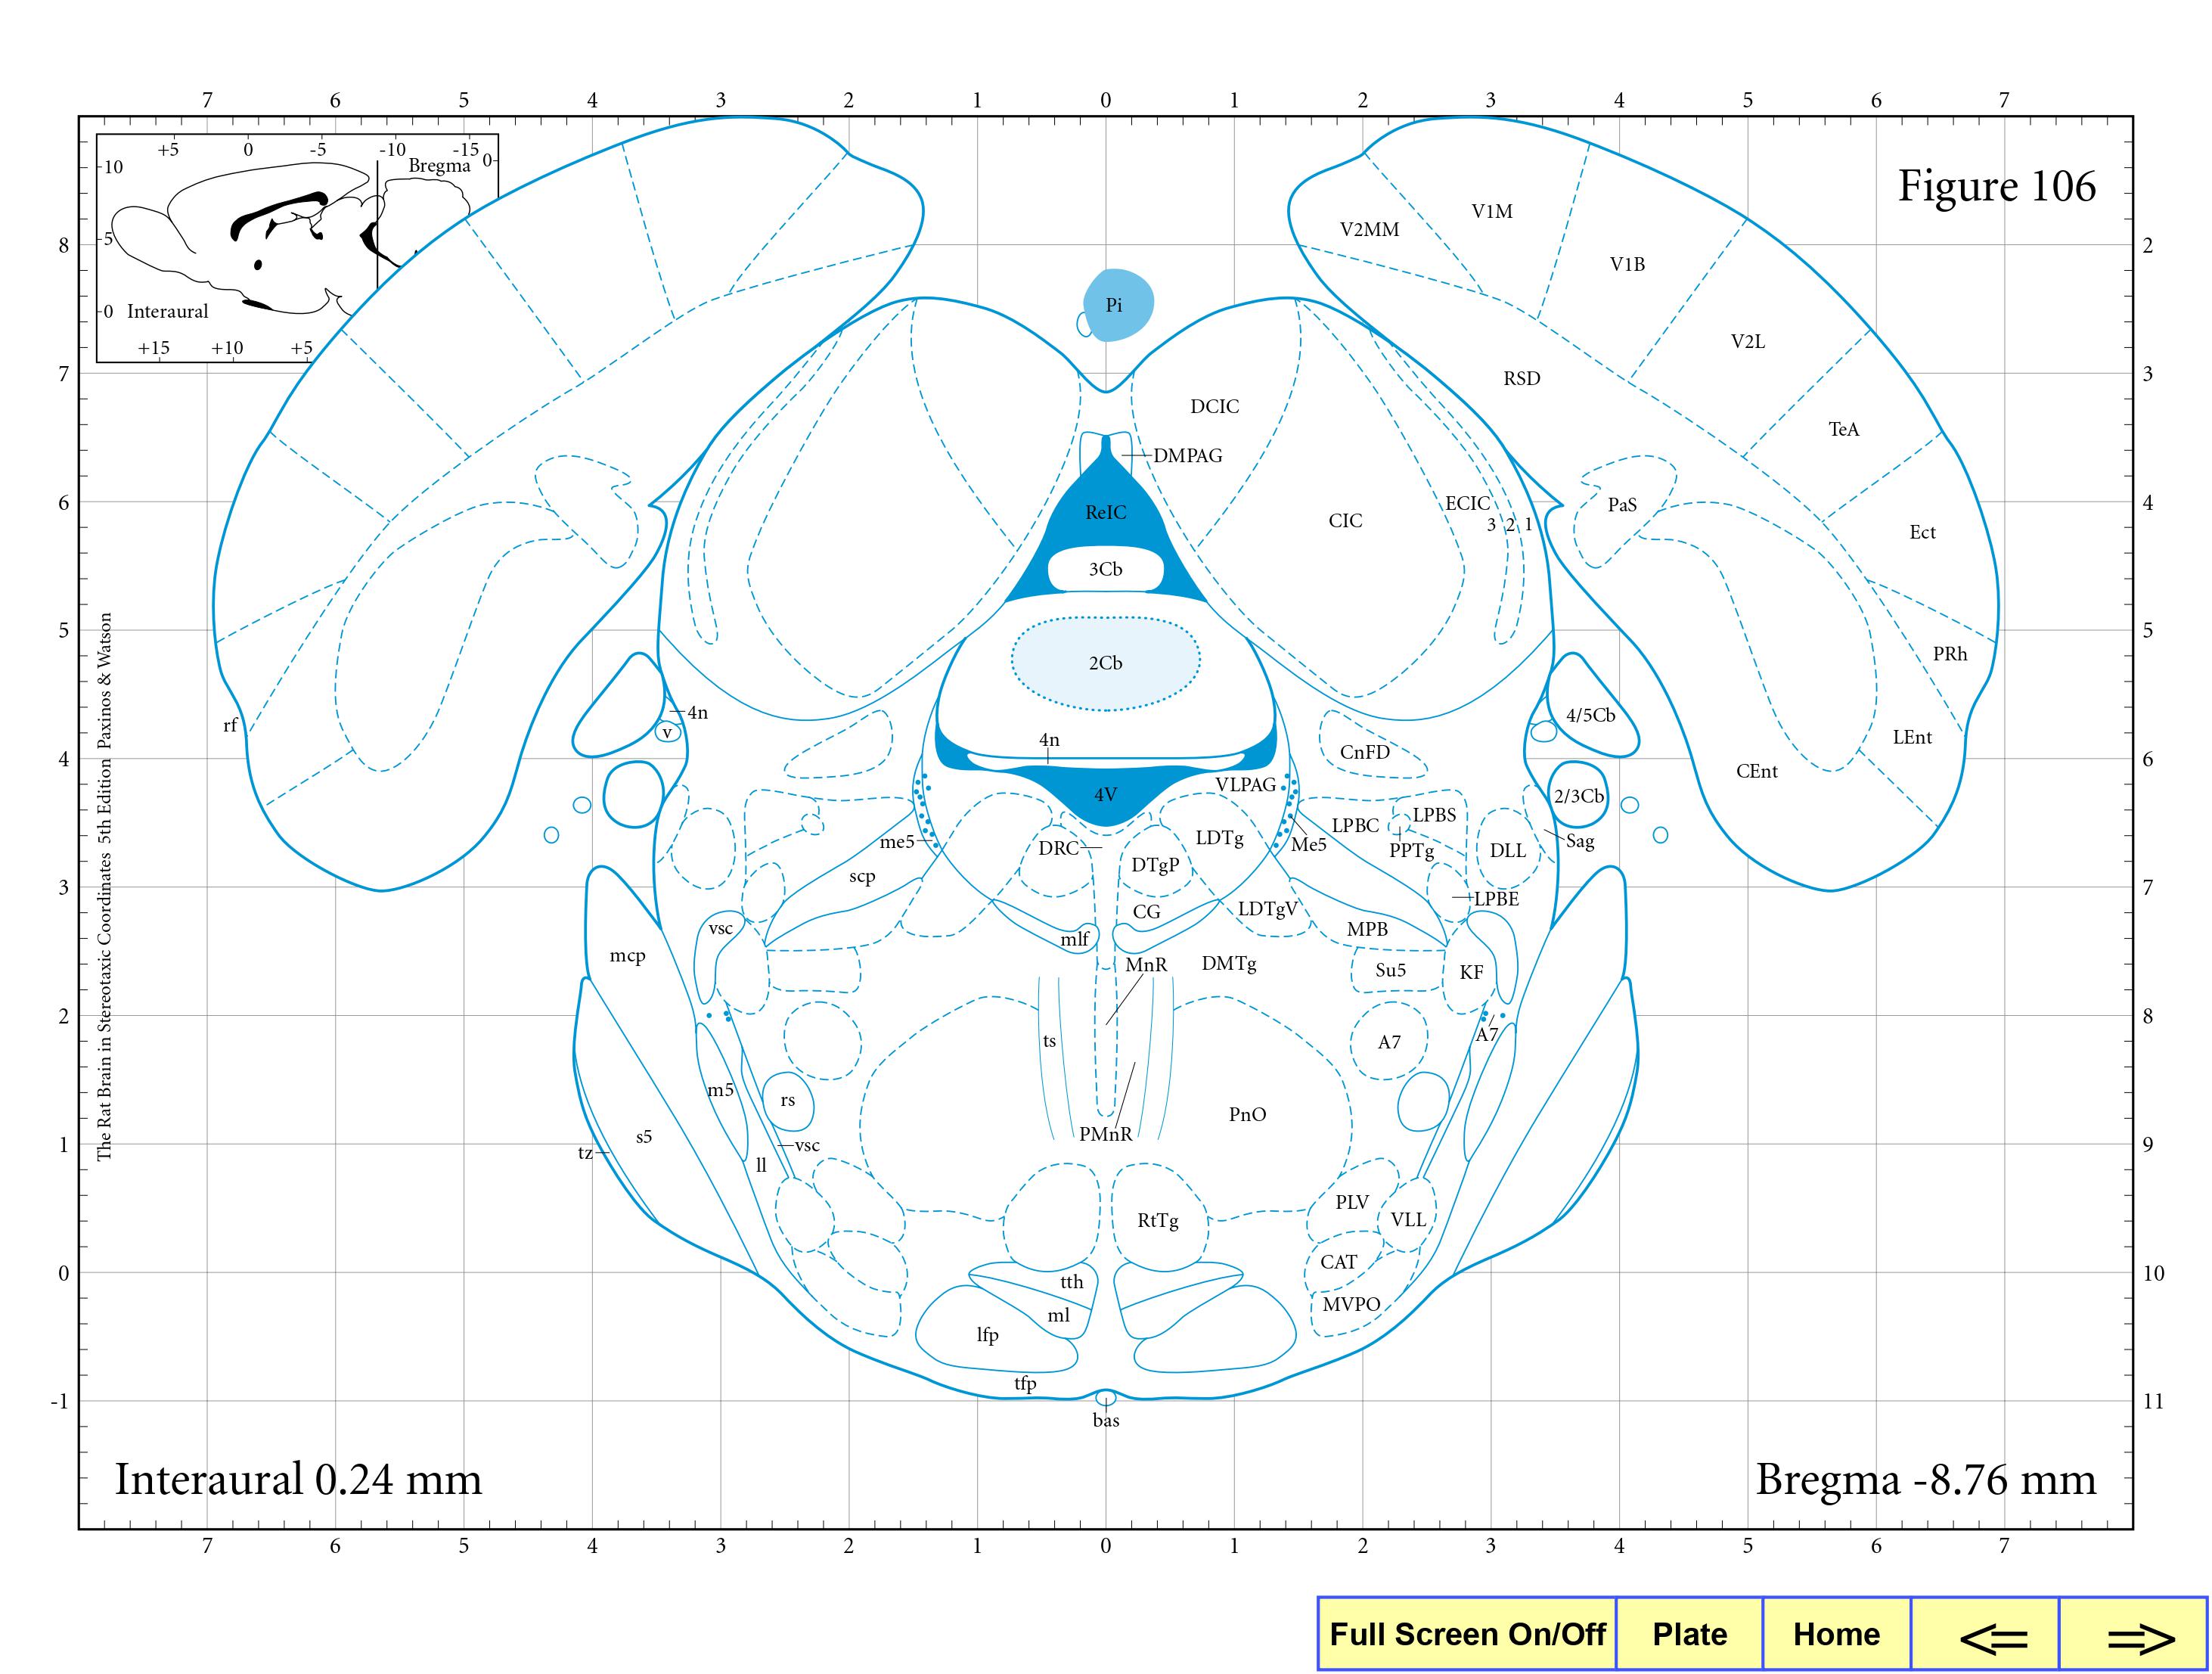 7 6 5 4 3 2 1 0 1 2 3 4 5 6 7
+5 0 -5 -10 -15
Bregma 0
10
5
0 Interaural
+15 +10 +5
Figure 106
8 2
7 3
6 4
5 5
4 6
3 7
2 8
1 9
0 10
-1 11
The Rat Brain in Stereotaxic Coordinates 5th Edition Paxinos & Watson
V1M
V2MM
V1B
Pi
V2L
RSD
DCIC
TeA
DMPAG
ECIC
PaS
ReIC
CIC
3 2 1
Ect
3Cb
PRh
2Cb
rf
4n
4/5Cb
v
LEnt
4n
CnFD
CEnt
VLPAG
4V
2/3Cb
LPBS
LPBC
LDTg
me5
Me5
Sag
DRC
PPTg
DLL
DTgP
scp
LPBE
LDTgV
CG
vsc
MPB
mlf
mcp
MnR
DMTg
Su5
KF
ts
A7
A7
m5
rs
PnO
s5
PMnR
vsc
tz
ll
PLV
RtTg
VLL
CAT
tth
MVPO
ml
lfp
tfp
bas
Interaural 0.24 mm
Bregma -8.76 mm
7 6 5 4 3 2 1 0 1 2 3 4 5 6 7
Full Screen On/Off Plate Home <= =>